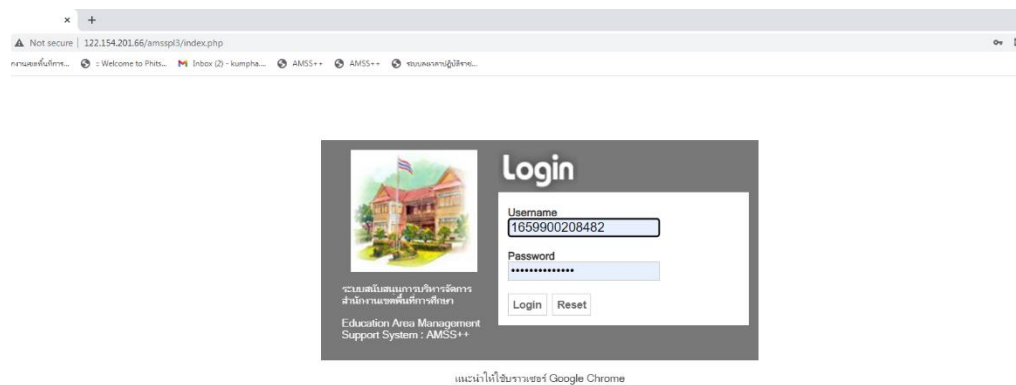 × +
Not secure | 122.154.201.66/amsspl3/index.php
:: Welcome to Phits... Inbox (2) - kumpha... AMSS++ AMSS++
Login
Username
1659900208482
Password
••••••••••••••
Login Reset
ระบบสนับสนุนการบริหารจัดการ
สำนักงานเขตพื้นที่การศึกษา
Education Area Management
Support System : AMSS++
แนะนำให้ใช้บราวเซอร์ Google Chrome